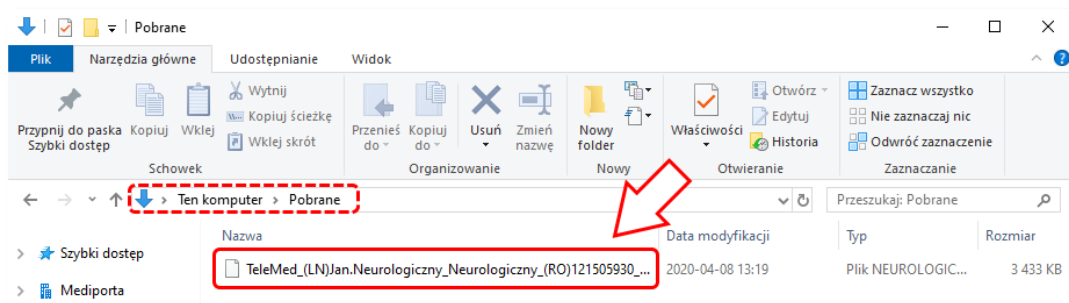 Pobrane
Plik Narzędzia główne Udostępnianie Widok
Przypnij do paska Szybki dostęp
Kopiuj
Wklej
Wytnij
Kopiuj ścieżkę
Wklej skrót
Schowek
Przenieś do
Kopiuj do
Usuń
Zmień nazwę
Organizowanie
Nowy folder
Nowy
Właściwości
Otwórz
Edytuj
Historia
Otwieranie
Zaznacz wszystko
Nie zaznaczaj nic
Odwróć zaznaczenie
Zaznaczanie
Ten komputer > Pobrane
Przeszukaj: Pobrane
Nazwa Data modyfikacji Typ Rozmiar
Szybki dostęp
Mediporta
TeleMed_(LN)Jan.Neurologiczny_Neurologiczny_(RO)121505930_... 2020-04-08 13:19 Plik NEUROLOGIC... 3 433 KB